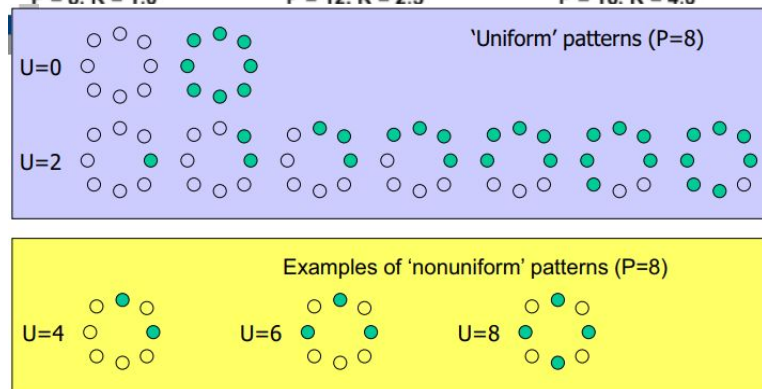 'Uniform' patterns (P=8)
U=0
U=2
Examples of 'nonuniform' patterns (P=8)
U=4 U=6 U=8